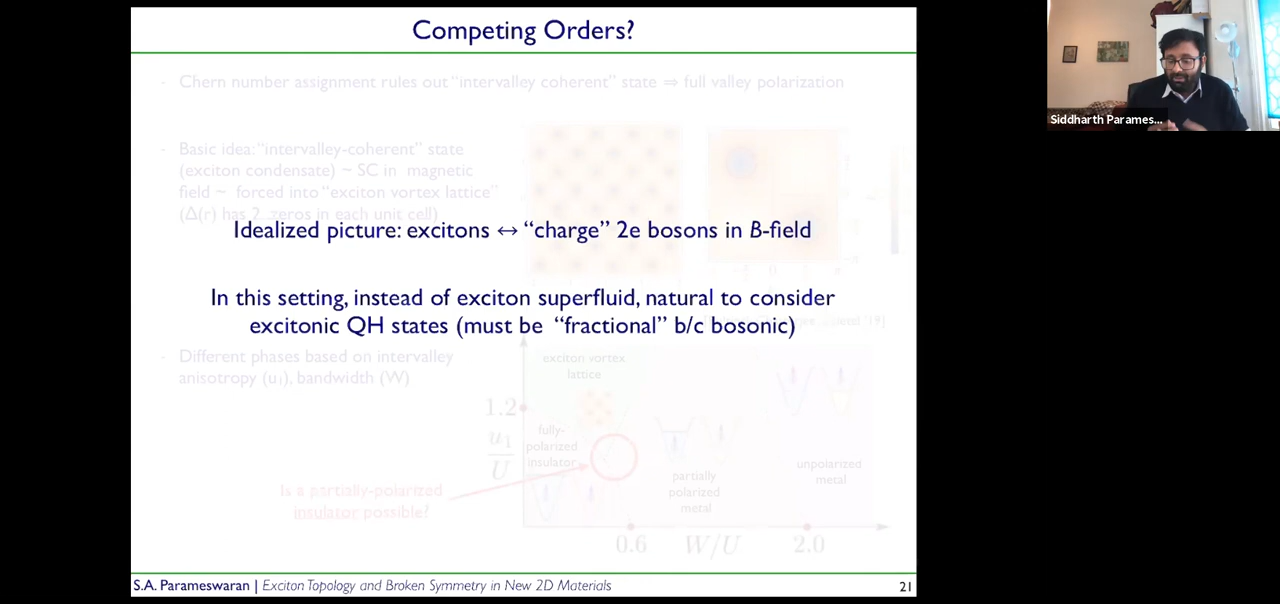 Competing Orders?
Siddharth Parames...
- Chern number assignment rules out "intervalley coherent" state ⇒ full valley polarization
- Basic idea: "intervalley-coherent" state
(exciton condensate) ~ SC in magnetic
field ~ forced into "exciton vortex lattice"
(Δ(r) has 2 zeros in each unit cell)
Idealized picture: excitons ↔ "charge" 2e bosons in B-field
In this setting, instead of exciton superfluid, natural to consider
excitonic QH states (must be "fractional" b/c bosonic)
- Different phases based on intervalley
anisotropy (u₁), bandwidth (W)
exciton vortex
lattice
1.2
u₁
U
fully-
polarized
insulator
partially
polarized
metal
unpolarized
metal
Is a partially-polarized
insulator possible?
0.6
W/U
2.0
S.A. Parameswaran | Exciton Topology and Broken Symmetry in New 2D Materials
21